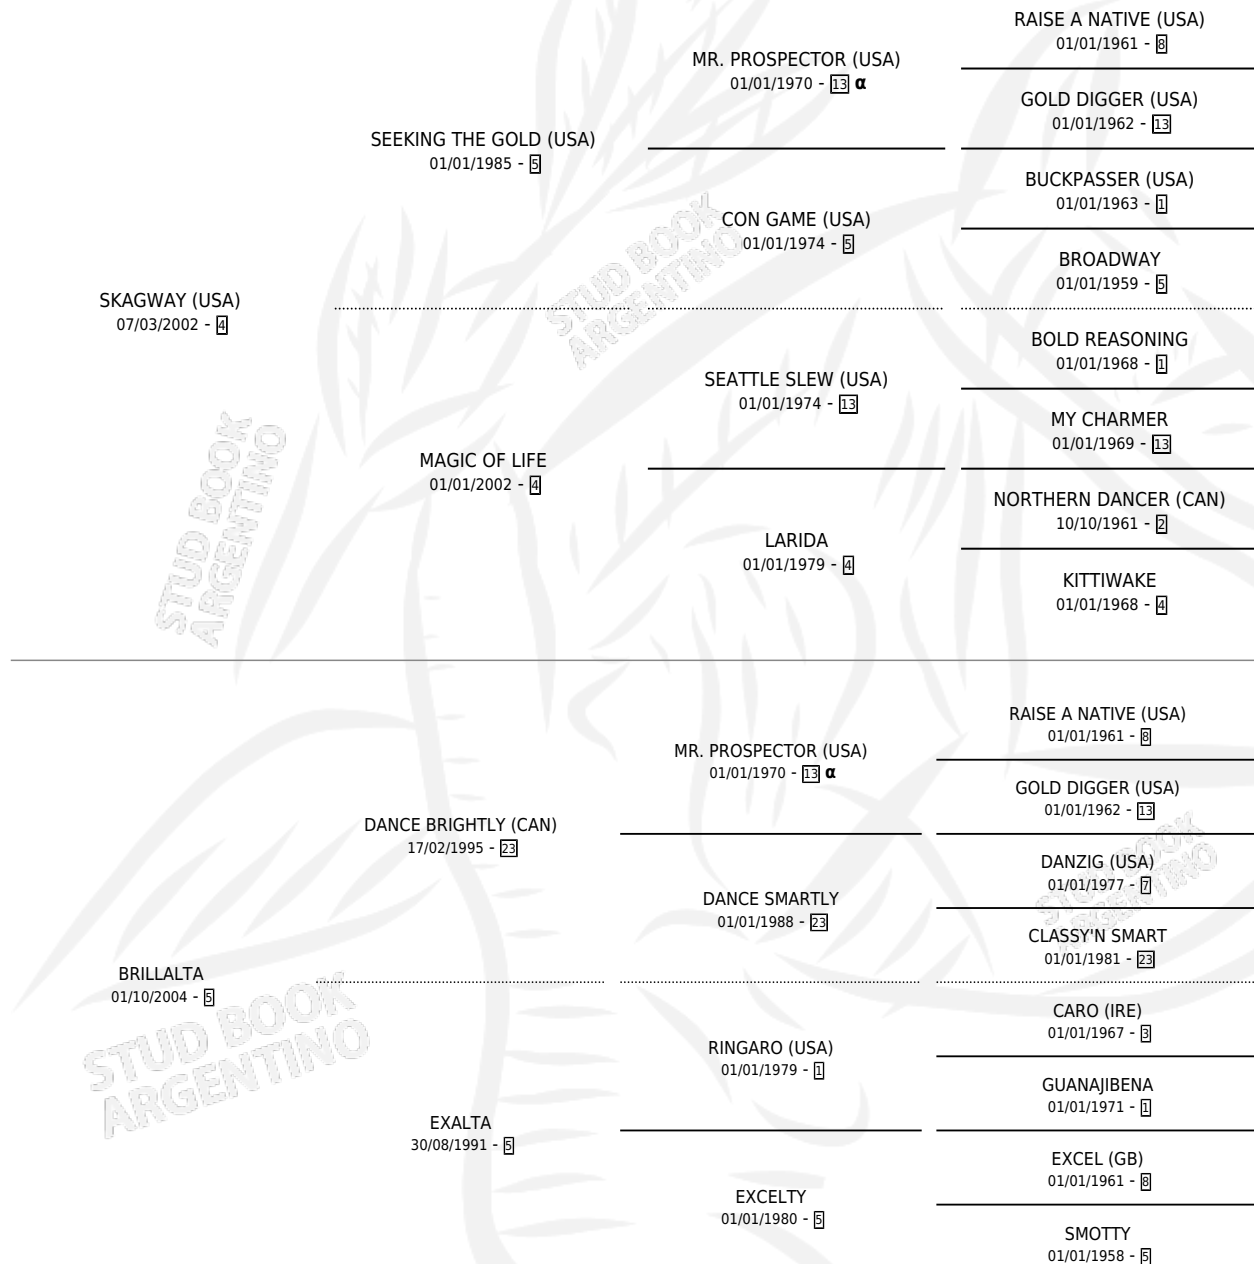 RAISE A NATIVE (USA)
01/01/1961 - 8
MR. PROSPECTOR (USA)
01/01/1970 - 13 α
GOLD DIGGER (USA)
01/01/1962 - 13
SEEKING THE GOLD (USA)
01/01/1985 - 5
BUCKPASSER (USA)
01/01/1963 - 1
CON GAME (USA)
01/01/1974 - 5
BROADWAY
01/01/1959 - 5
SKAGWAY (USA)
07/03/2002 - 4
BOLD REASONING
01/01/1968 - 1
SEATTLE SLEW (USA)
01/01/1974 - 13
MY CHARMER
01/01/1969 - 13
MAGIC OF LIFE
01/01/2002 - 4
NORTHERN DANCER (CAN)
10/10/1961 - 2
LARIDA
01/01/1979 - 4
KITTIWAKE
01/01/1968 - 4
STUD BOOK
ARGENTINO
STUD BOOK
ARGENTINO
RAISE A NATIVE (USA)
01/01/1961 - 8
MR. PROSPECTOR (USA)
01/01/1970 - 13 α
GOLD DIGGER (USA)
01/01/1962 - 13
DANCE BRIGHTLY (CAN)
17/02/1995 - 23
DANZIG (USA)
01/01/1977 - 7
DANCE SMARTLY
01/01/1988 - 23
CLASSY'N SMART
01/01/1981 - 23
BRILLALTA
01/10/2004 - 5
CARO (IRE)
01/01/1967 - 3
RINGARO (USA)
01/01/1979 - 1
GUANAJIBENA
01/01/1971 - 1
EXALTA
30/08/1991 - 5
EXCEL (GB)
01/01/1961 - 8
EXCELTY
01/01/1980 - 5
SMOTTY
01/01/1958 - 5
STUD BOOK
ARGENTINO
STUD BOOK
ARGENTINO